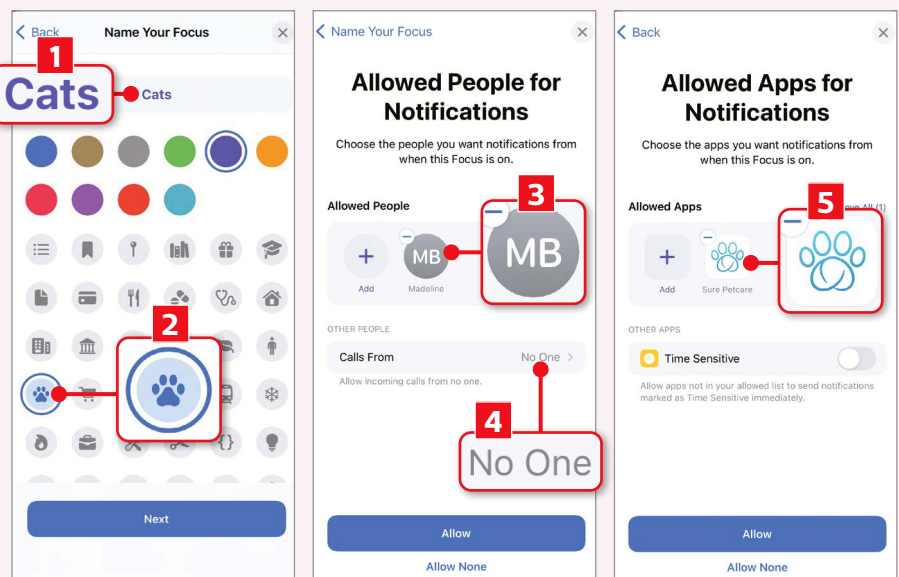 Back
Name Your Focus
1
Cats
Cats
2
Next
Name Your Focus
Allowed People for
Notifications
Choose the people you want notifications from
when this Focus is on.
Allowed People
3
MB
MB
Add
Madeline
OTHER PEOPLE
Calls From
No One
Allow incoming calls from no one.
4
No One
Allow
Allow None
Back
Allowed Apps for
Notifications
Choose the apps you want notifications from
when this Focus is on.
Allowed Apps
5
All (1)
Add
Sure Petcare
OTHER APPS
Time Sensitive
Allow apps not in your allowed list to send notifications
marked as Time Sensitive immediately.
Allow
Allow None